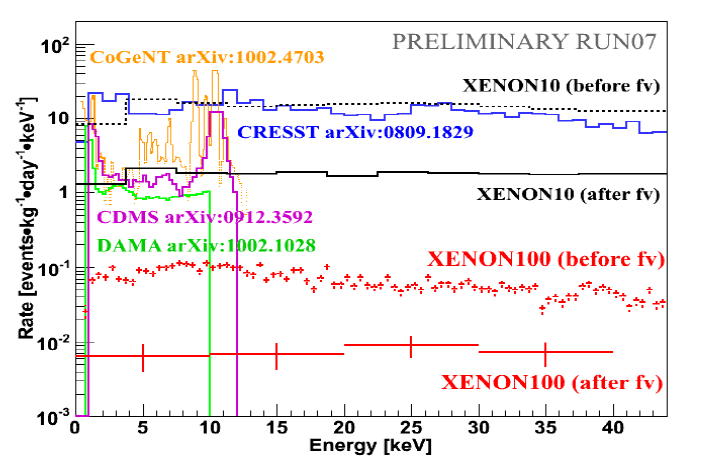 PRELIMINARY RUN07
CoGeNT arXiv:1002.4703
XENON10 (before fv)
CRESST arXiv:0809.1829
XENON10 (after fv)
CDMS arXiv:0912.3592
DAMA arXiv:1002.1028
XENON100 (before fv)
XENON100 (after fv)
Rate [events•kg⁻¹•day⁻¹•keV⁻¹]
10²
10
1
10⁻¹
10⁻²
10⁻³
0 5 10 15 20 25 30 35 40
Energy [keV]